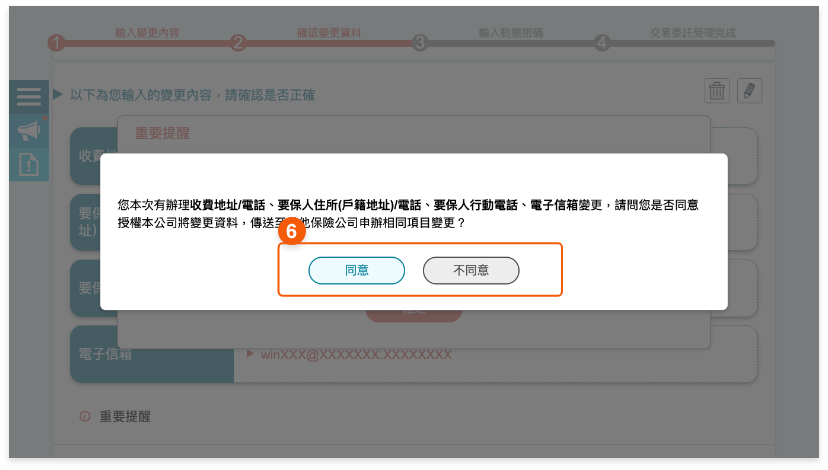 輸入變更內容
確認變更資料
輸入動態密碼
交易委託受理完成
1
2
3
4
以下為您輸入的變更內容，請確認是否正確
重要提醒
收費地
您本次有辦理收費地址/電話、要保人住所(戶籍地址)/電話、要保人行動電話、電子信箱變更，請問您是否同意
授權本公司將變更資料，傳送至其他保險公司申辦相同項目變更？
要保
址)
6
同意
不同意
要保
電子信箱
winXXX@XXXXXXX.XXXXXXXX
重要提醒